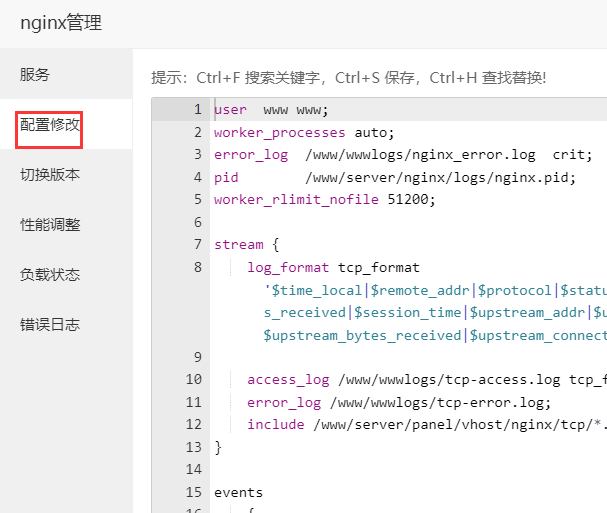 nginx管理
服务
配置修改
切换版本
性能调整
负载状态
错误日志
提示：Ctrl+F 搜索关键字，Ctrl+S 保存，Ctrl+H 查找替换!
1 user  www www;
2 worker_processes auto;
3 error_log  /www/wwwlogs/nginx_error.log  crit;
4 pid        /www/server/nginx/logs/nginx.pid;
5 worker_rlimit_nofile 51200;
6
7 stream {
8     log_format tcp_format
'$time_local|$remote_addr|$protocol|$statu
s_received|$session_time|$upstream_addr|$u
$upstream_bytes_received|$upstream_connect
9
10     access_log /www/wwwlogs/tcp-access.log tcp_f
11     error_log /www/wwwlogs/tcp-error.log;
12     include /www/server/panel/vhost/nginx/tcp/*.
13 }
14
15 events
16     {